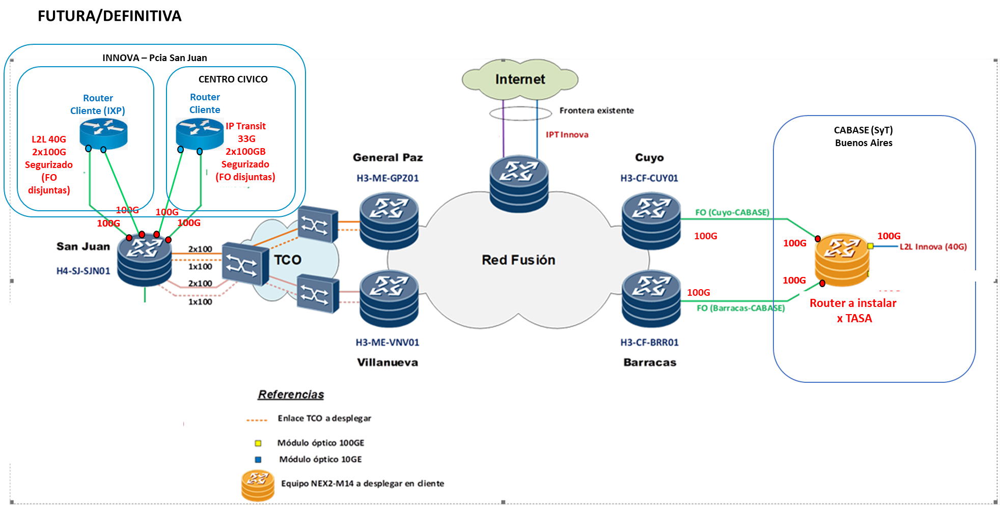 FUTURA/DEFINITIVA
INNOVA – Pcia San Juan
CENTRO CIVICO
Router
Cliente (IXP)
Router
Cliente
L2L 40G
2x100G
Segurizado
(FO
disjuntas)
IP Transit
33G
2x100GB
Segurizado
(FO disjuntas)
100G
100G
100G
100G
Internet
Frontera existente
IPT Innova
General Paz
H3-ME-GPZ01
Cuyo
H3-CF-CUY01
CABASE (SyT)
Buenos Aires
FO (Cuyo-CABASE)
100G
100G
100G
L2L Innova (40G)
San Juan
H4-SJ-SJN01
2x100
1x100
2x100
1x100
TCO
Red Fusión
100G
100G
FO (Barracas-CABASE)
Router a instalar
x TASA
H3-ME-VNV01
Villanueva
H3-CF-BRR01
Barracas
Referencias
Enlace TCO a desplegar
Módulo óptico 100GE
Módulo óptico 10GE
Equipo NEX2-M14 a desplegar en cliente